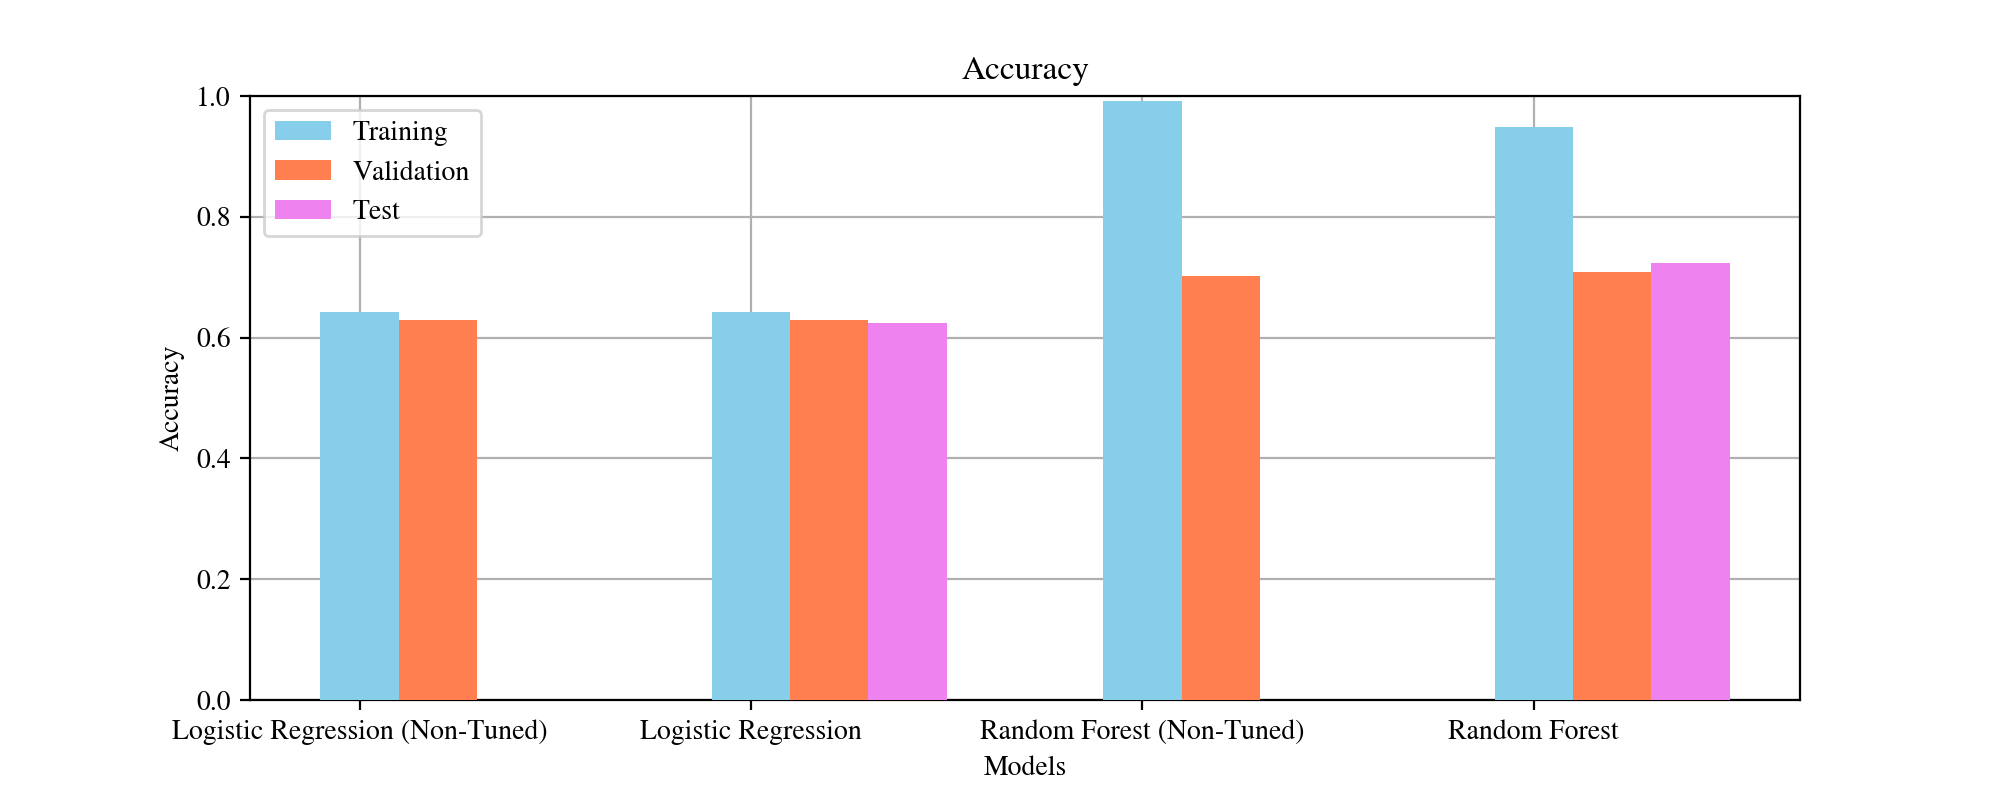 Accuracy
1.0
0.8
0.6
0.4
0.2
0.0
Accuracy
Training
Validation
Test
Logistic Regression (Non-Tuned)
Logistic Regression
Random Forest (Non-Tuned)
Random Forest
Models